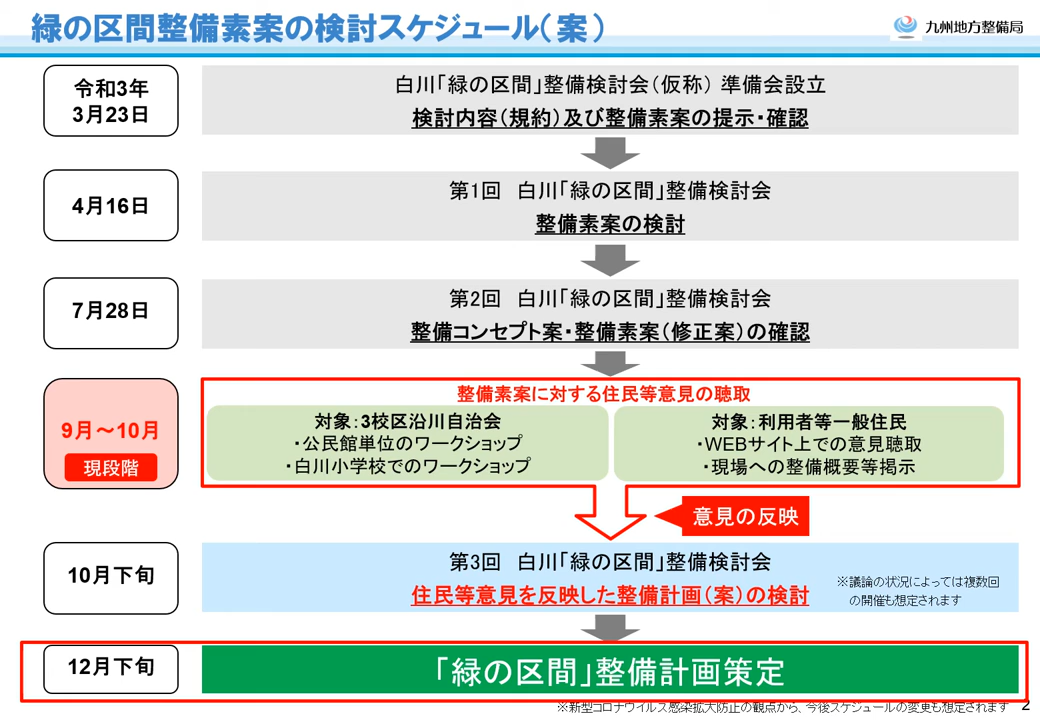 緑の区間整備素案の検討スケジュール（案）
九州地方整備局
令和3年
3月23日
白川「緑の区間」整備検討会（仮称） 準備会設立
検討内容（規約）及び整備素案の提示・確認
4月16日
第1回　白川「緑の区間」整備検討会
整備素案の検討
7月28日
第2回　白川「緑の区間」整備検討会
整備コンセプト案・整備素案（修正案）の確認
9月～10月
現段階
整備素案に対する住民等意見の聴取
対象：3校区沿川自治会
・公民館単位のワークショップ
・白川小学校でのワークショップ
対象：利用者等一般住民
・WEBサイト上での意見聴取
・現場への整備概要等掲示
意見の反映
10月下旬
第3回　白川「緑の区間」整備検討会
住民等意見を反映した整備計画（案）の検討
※議論の状況によっては複数回
の開催も想定されます
12月下旬
「緑の区間」整備計画策定
※新型コロナウイルス感染拡大防止の観点から、今後スケジュールの変更も想定されます
2